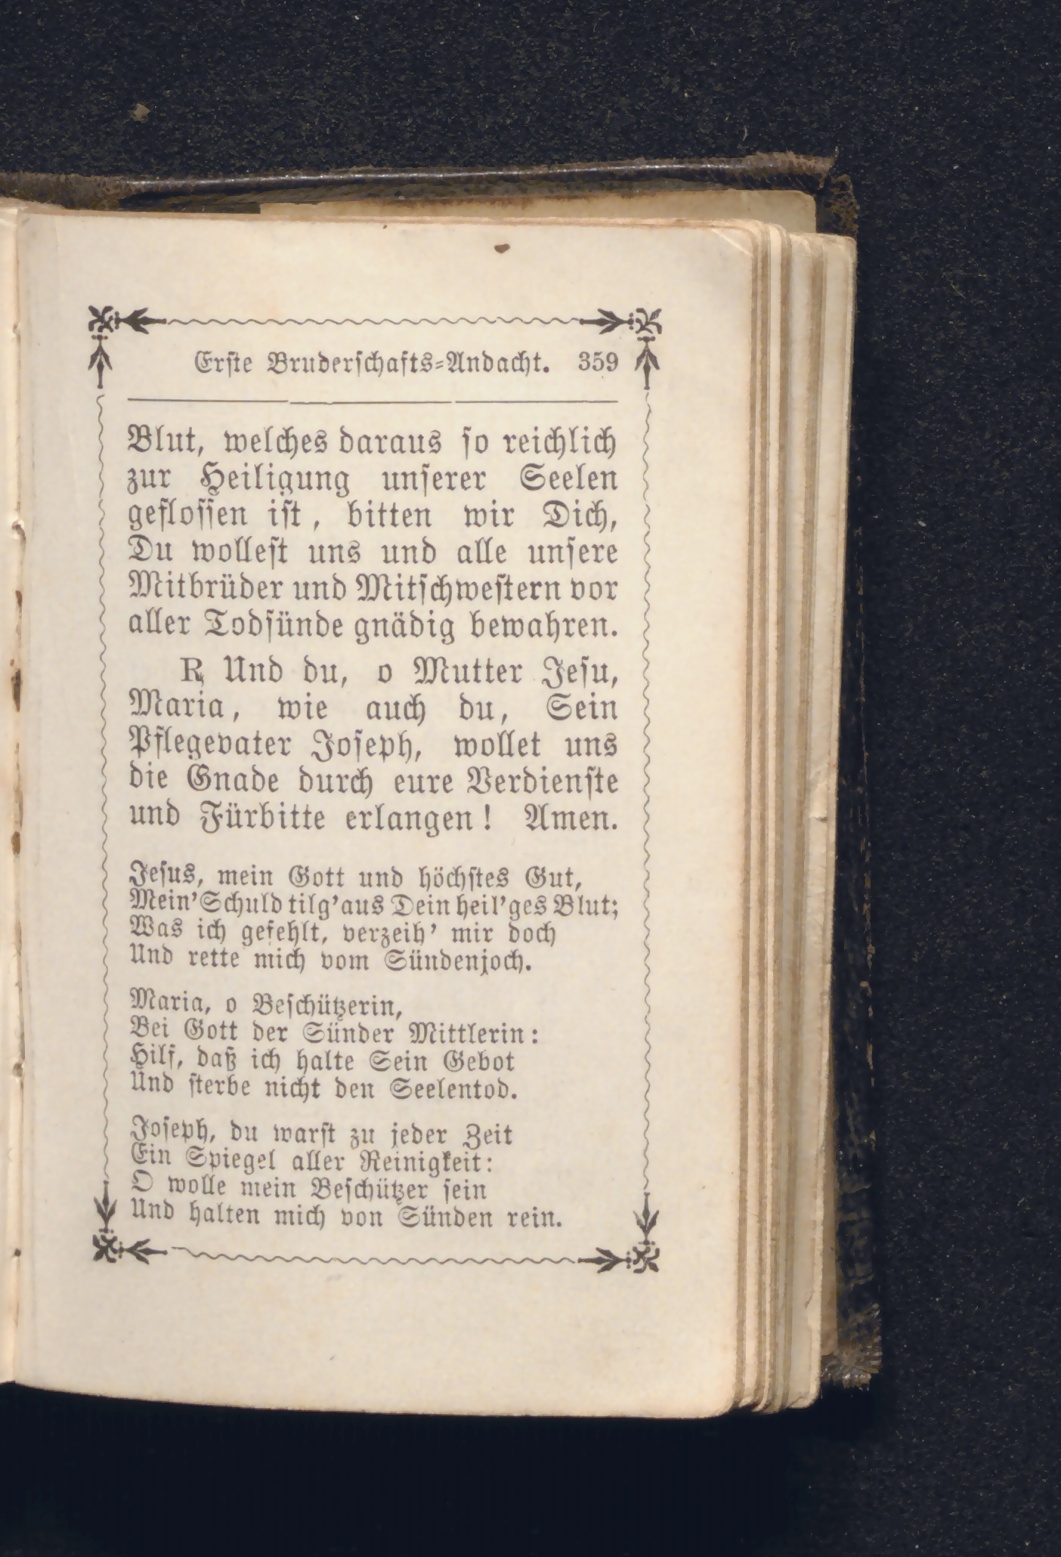 Erste Bruderschafts-Andacht. 359
Blut, welches daraus so reichlich
zur Heiligung unserer Seelen
geflossen ist, bitten wir Dich,
Du wollest uns und alle unsere
Mitbrüder und Mitschwestern vor
aller Todsünde gnädig bewahren.
℟ Und du, o Mutter Jesu,
Maria, wie auch du, Sein
Pflegevater Joseph, wollet uns
die Gnade durch eure Verdienste
und Fürbitte erlangen! Amen.
Jesus, mein Gott und höchstes Gut,
Mein' Schuld tilg' aus Dein heil'ges Blut;
Was ich gefehlt, verzeih' mir doch
Und rette mich vom Sündenjoch.
Maria, o Beschützerin,
Bei Gott der Sünder Mittlerin:
Hilf, daß ich halte Sein Gebot
Und sterbe nicht den Seelentod.
Joseph, du warst zu jeder Zeit
Ein Spiegel aller Reinigkeit:
O wolle mein Beschützer sein
Und halten mich von Sünden rein.